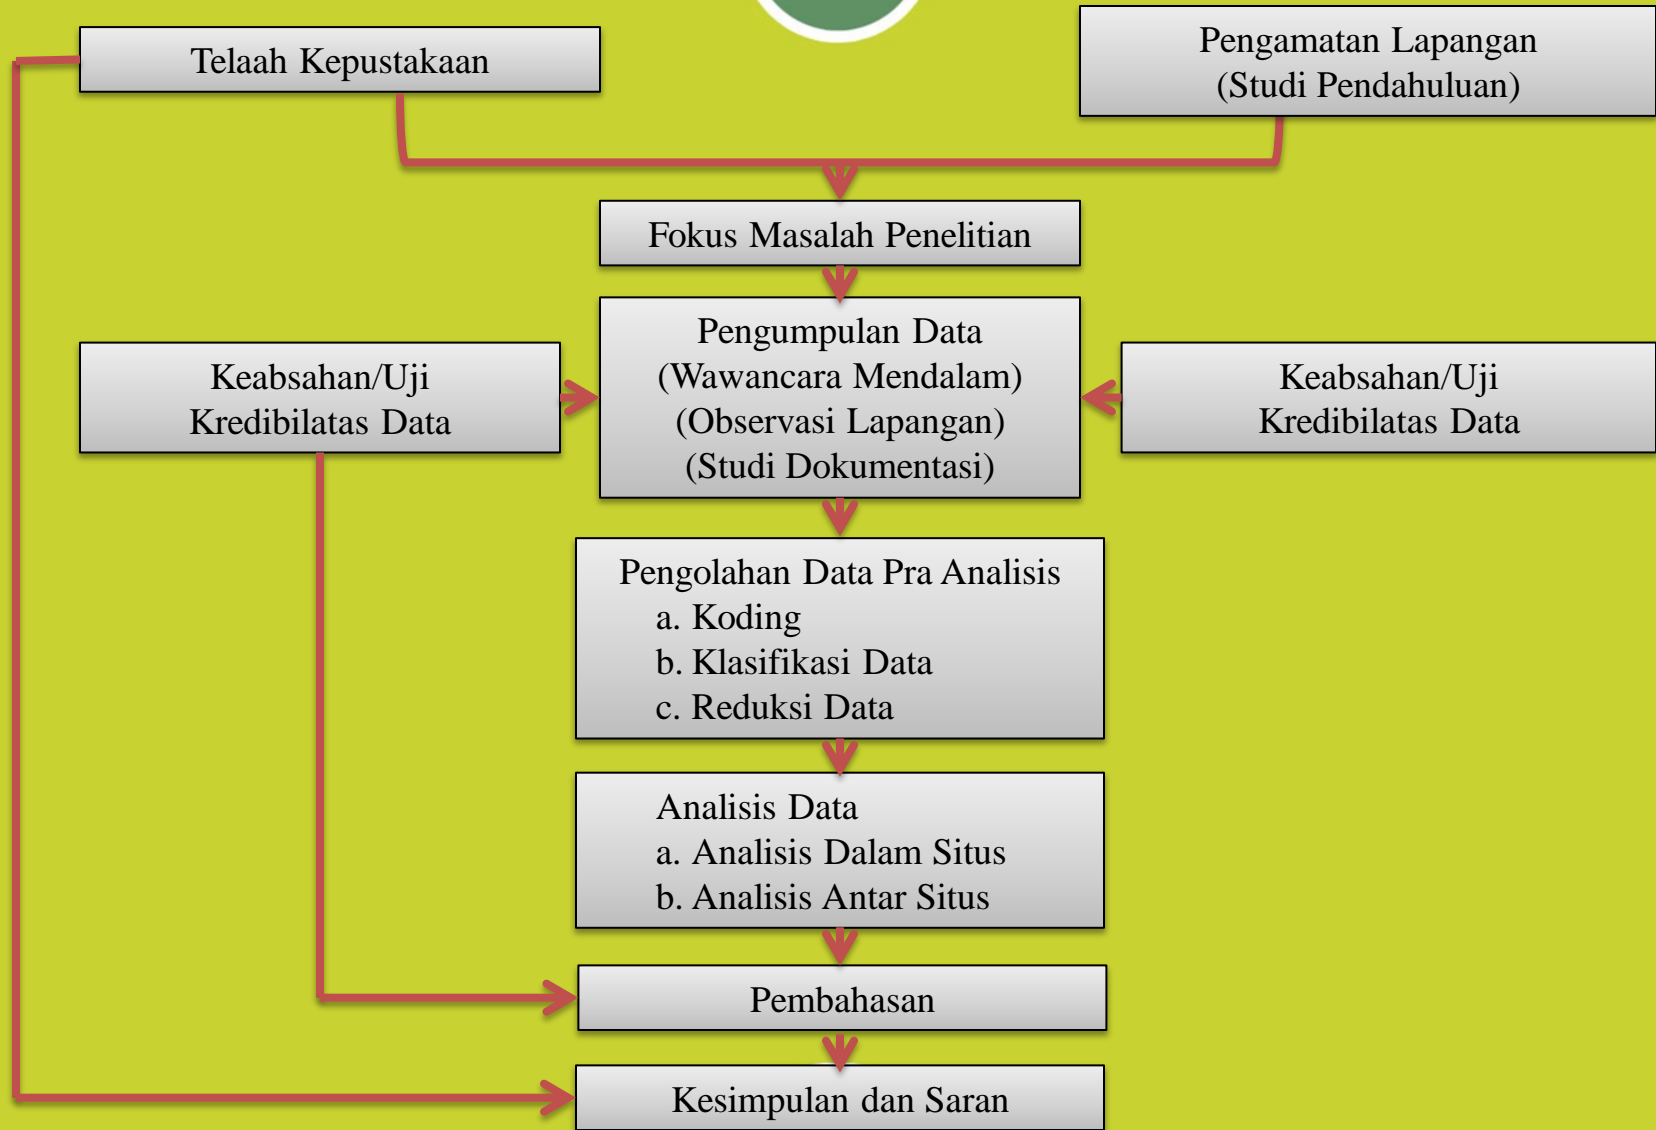 Telaah Kepustakaan
Pengamatan Lapangan
(Studi Pendahuluan)
Fokus Masalah Penelitian
Keabsahan/Uji
Kredibilatas Data
Pengumpulan Data
(Wawancara Mendalam)
(Observasi Lapangan)
(Studi Dokumentasi)
Keabsahan/Uji
Kredibilatas Data
Pengolahan Data Pra Analisis
a. Koding
b. Klasifikasi Data
c. Reduksi Data
Analisis Data
a. Analisis Dalam Situs
b. Analisis Antar Situs
Pembahasan
Kesimpulan dan Saran